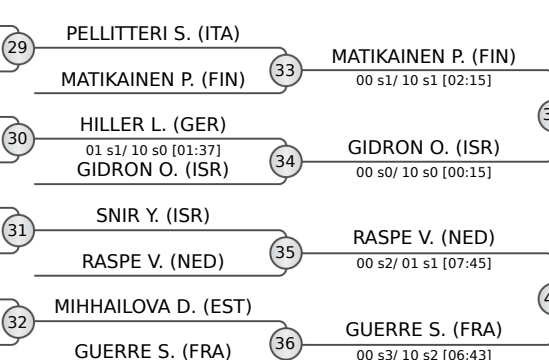 PELLITTERI S. (ITA)
29
MATIKAINEN P. (FIN)
33
MATIKAINEN P. (FIN)
00 s1/ 10 s1 [02:15]
HILLER L. (GER)
30
01 s1/ 10 s0 [01:37]
GIDRON O. (ISR)
34
GIDRON O. (ISR)
00 s0/ 10 s0 [00:15]
SNIR Y. (ISR)
31
RASPE V. (NED)
35
RASPE V. (NED)
00 s2/ 01 s1 [07:45]
MIHHAILOVA D. (EST)
32
GUERRE S. (FRA)
36
GUERRE S. (FRA)
00 s3/ 10 s2 [06:43]